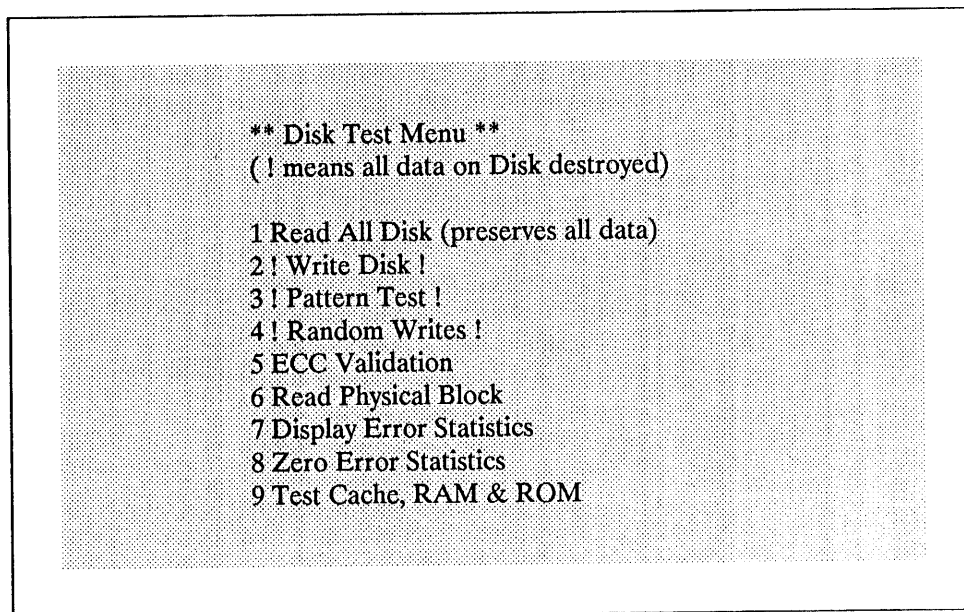 ** Disk Test Menu **
( ! means all data on Disk destroyed)
1 Read All Disk (preserves all data)
2 ! Write Disk !
3 ! Pattern Test !
4 ! Random Writes !
5 ECC Validation
6 Read Physical Block
7 Display Error Statistics
8 Zero Error Statistics
9 Test Cache, RAM & ROM